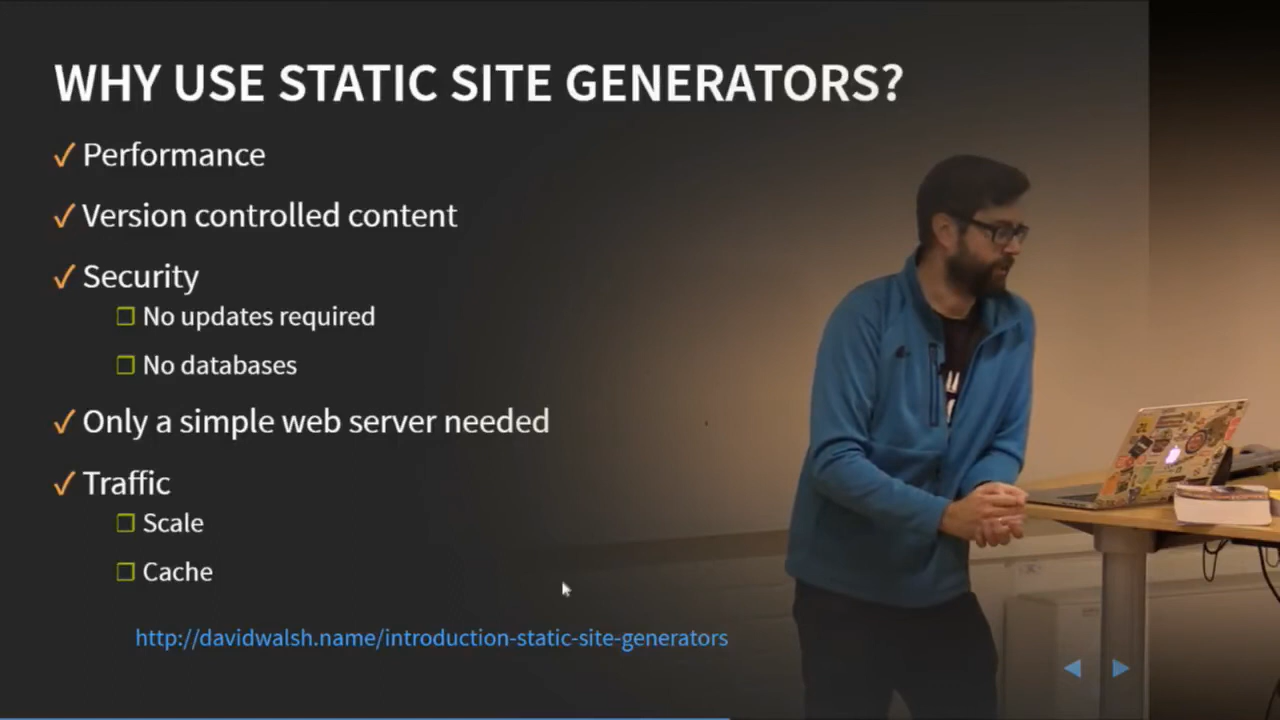 WHY USE STATIC SITE GENERATORS?
✓ Performance
✓ Version controlled content
✓ Security
❒ No updates required
❒ No databases
✓ Only a simple web server needed
✓ Traffic
❒ Scale
❒ Cache
http://davidwalsh.name/introduction-static-site-generators